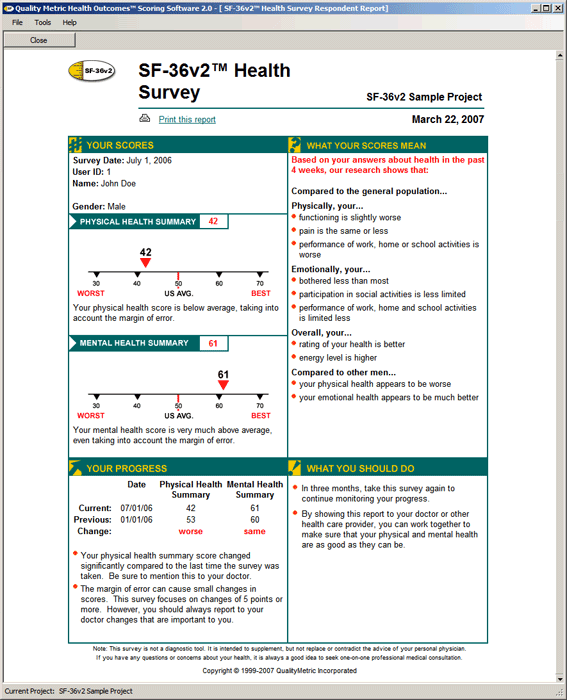 Quality Metric Health Outcomes™ Scoring Software 2.0 - [ SF-36v2™ Health Survey Respondent Report]
File Tools Help
Close
SF-36v2
SF-36v2™ Health
Survey
SF-36v2 Sample Project
Print this report
March 22, 2007
YOUR SCORES
Survey Date: July 1, 2006
User ID: 1
Name: John Doe
Gender: Male
PHYSICAL HEALTH SUMMARY 42
42
30 40 50 60 70
WORST US AVG. BEST
Your physical health score is below average, taking into
account the margin of error.
MENTAL HEALTH SUMMARY 61
61
30 40 50 60 70
WORST US AVG. BEST
Your mental health score is very much above average,
even taking into account the margin of error.
WHAT YOUR SCORES MEAN
Based on your answers about health in the past
4 weeks, our research shows that:
Compared to the general population...
Physically, your...
functioning is slightly worse
pain is the same or less
performance of work, home or school activities is
worse
Emotionally, your...
bothered less than most
participation in social activities is less limited
performance of work, home and school activities
is limited less
Overall, your...
rating of your health is better
energy level is higher
Compared to other men...
your physical health appears to be worse
your emotional health appears to be much better
YOUR PROGRESS
Date Physical Health Mental Health
Summary Summary
Current: 07/01/06 42 61
Previous: 01/01/06 53 60
Change: worse same
Your physical health summary score changed
significantly compared to the last time the survey was
taken. Be sure to mention this to your doctor.
The margin of error can cause small changes in
scores. This survey focuses on changes of 5 points or
more. However, you should always report to your
doctor changes that are important to you.
WHAT YOU SHOULD DO
In three months, take this survey again to
continue monitoring your progress.
By showing this report to your doctor or other
health care provider, you can work together to
make sure that your physical and mental health
are as good as they can be.
Note: This survey is not a diagnostic tool. It is intended to supplement, but not replace or contradict the advice of your personal physician.
If you have any questions or concerns about your health, it is always a good idea to seek one-on-one professional medical consultation.
Copyright © 1999-2007 QualityMetric Incorporated
Current Project: SF-36v2 Sample Project